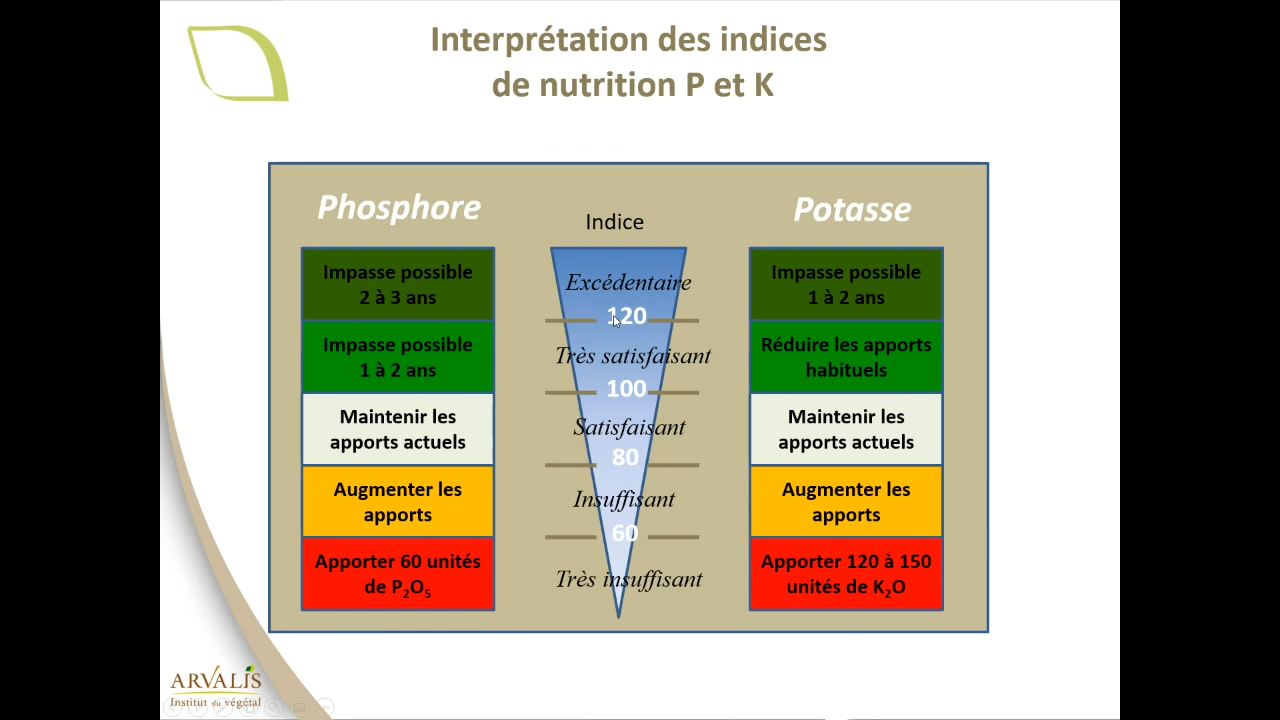 Interprétation des indices
de nutrition P et K
Phosphore
Indice
Potasse
Impasse possible
2 à 3 ans
Excédentaire
Impasse possible
1 à 2 ans
120
Impasse possible
1 à 2 ans
Très satisfaisant
Réduire les apports
habituels
100
Maintenir les
apports actuels
Satisfaisant
Maintenir les
apports actuels
80
Augmenter les
apports
Insuffisant
Augmenter les
apports
60
Apporter 60 unités
de P₂O₅
Très insuffisant
Apporter 120 à 150
unités de K₂O
ARVALIS
Institut du végétal